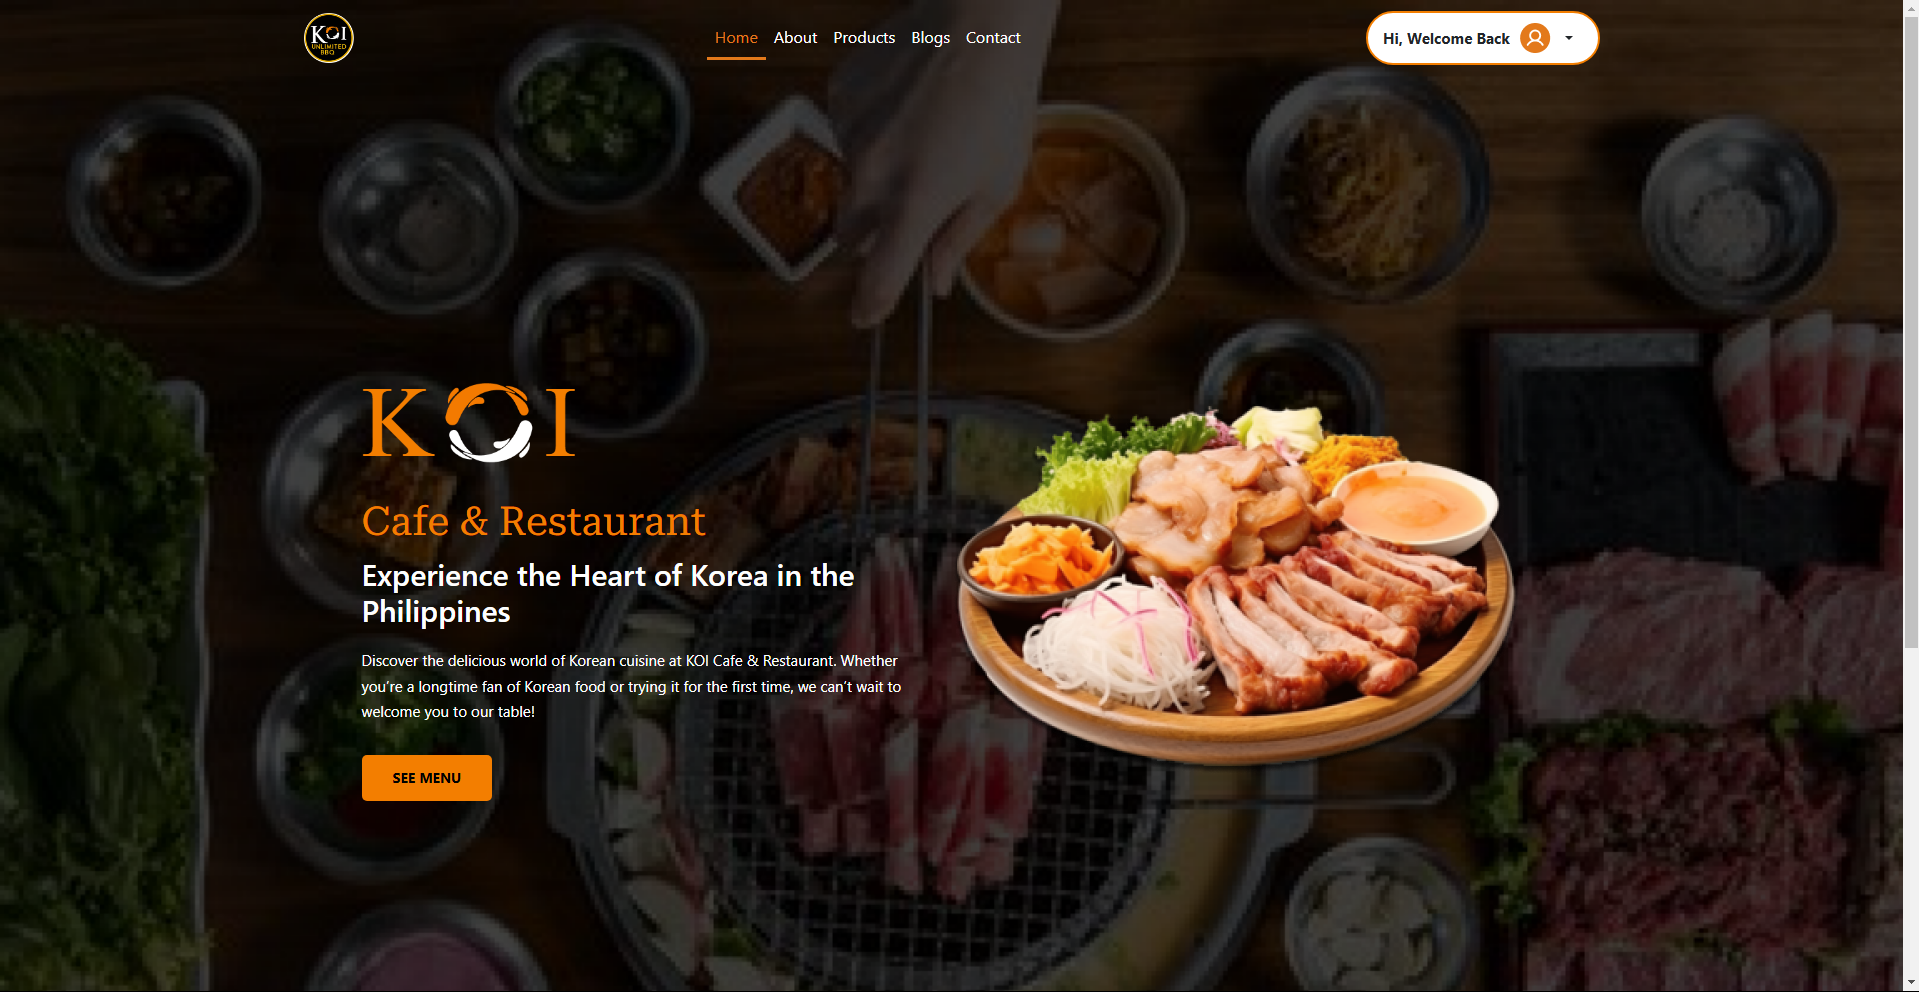 KOI
UNLIMITED
BBQ
Home About Products Blogs Contact
Hi, Welcome Back
KOI
Cafe & Restaurant
Experience the Heart of Korea in the
Philippines
Discover the delicious world of Korean cuisine at KOI Cafe & Restaurant. Whether
you’re a longtime fan of Korean food or trying it for the first time, we can’t wait to
welcome you to our table!
SEE MENU